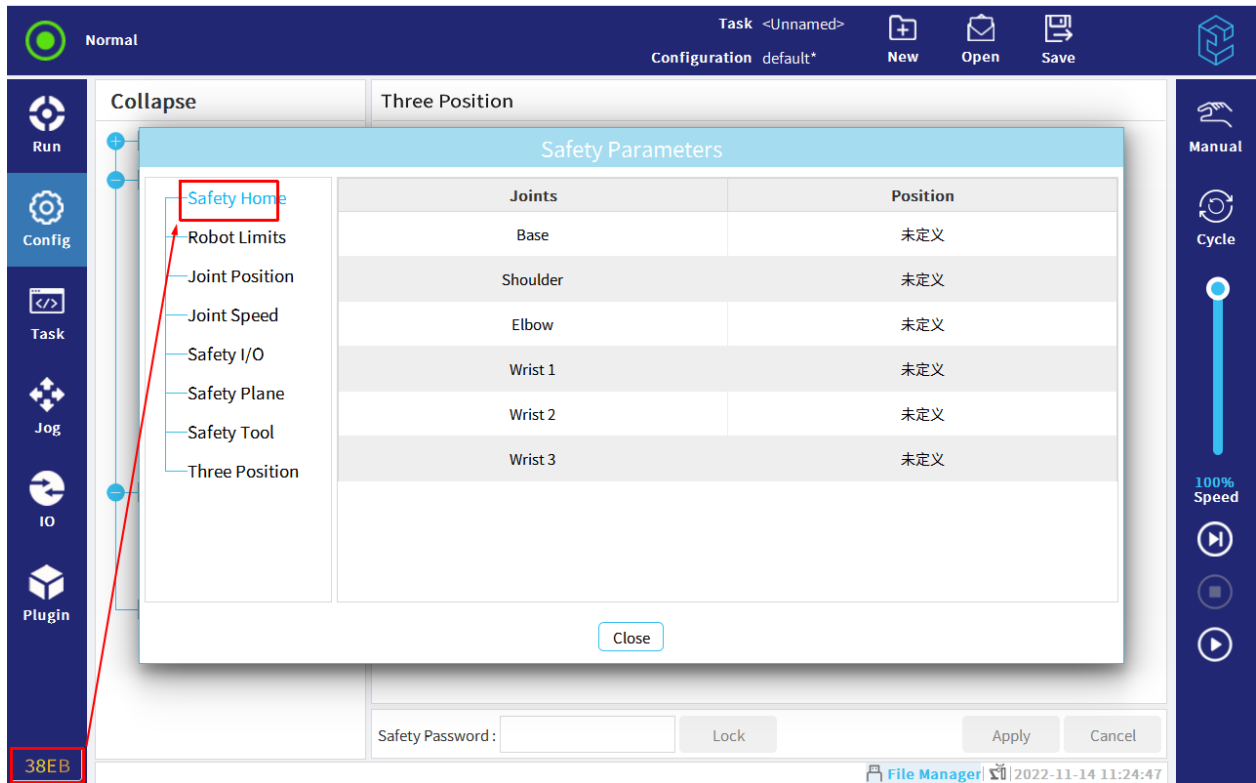 Normal
Task <Unnamed>
Configuration default*
New
Open
Save
Run
Config
Task
Jog
IO
Plugin
38EB
Collapse
Three Position
Safety Parameters
Safety Home
Robot Limits
Joint Position
Joint Speed
Safety I/O
Safety Plane
Safety Tool
Three Position
Joints Position
Base 未定义
Shoulder 未定义
Elbow 未定义
Wrist 1 未定义
Wrist 2 未定义
Wrist 3 未定义
Close
Safety Password :
Lock
Apply
Cancel
Manual
Cycle
100%
Speed
File Manager
2022-11-14 11:24:47